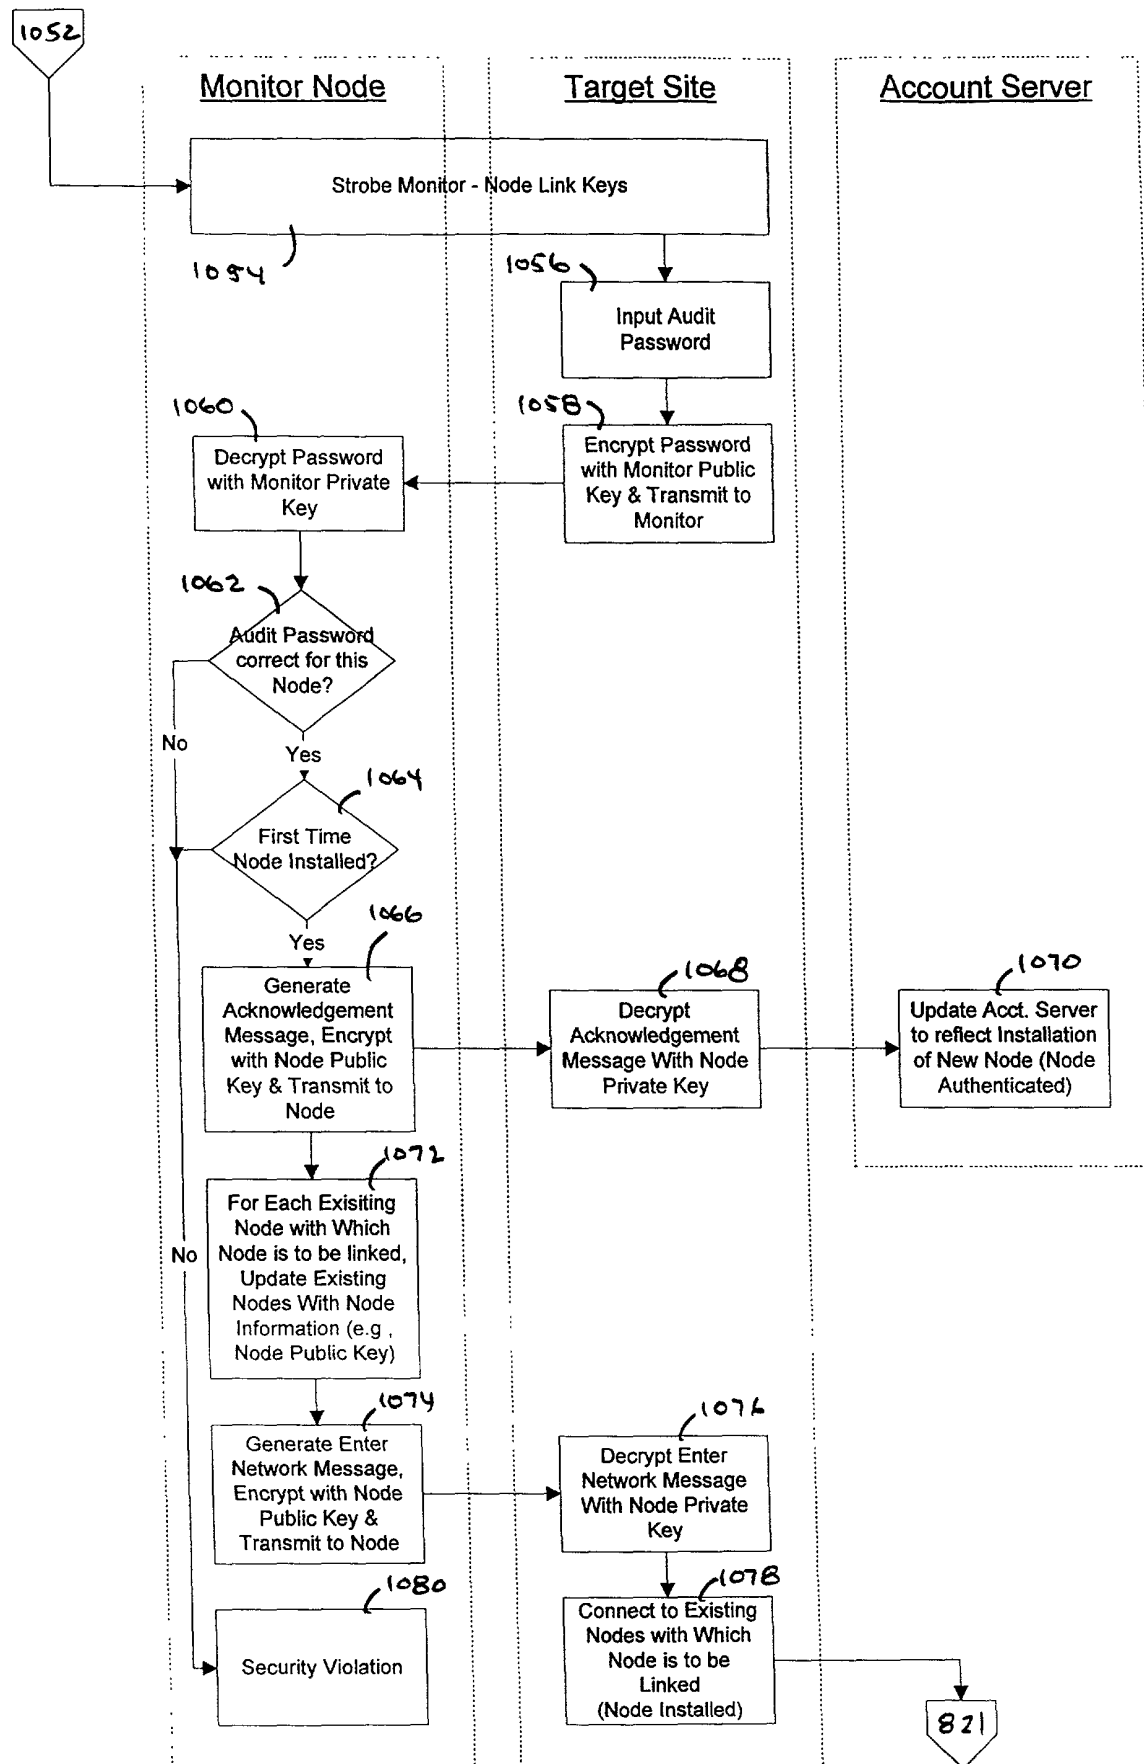 1052
Monitor Node
Target Site
Account Server
Strobe Monitor - Node Link Keys
1054
1056
Input Audit
Password
1060
1058
Decrypt Password
with Monitor Private
Key
Encrypt Password
with Monitor Public
Key & Transmit to
Monitor
1062
Audit Password
correct for this
Node?
No
Yes
1064
First Time
Node Installed?
1066
Yes
Generate
Acknowledgement
Message, Encrypt
with Node Public
Key & Transmit to
Node
1068
Decrypt
Acknowledgement
Message With Node
Private Key
1070
Update Acct. Server
to reflect Installation
of New Node (Node
Authenticated)
1072
For Each Exisiting
Node with Which
Node is to be linked,
Update Existing
Nodes With Node
Information (e.g ,
Node Public Key)
No
1074
Generate Enter
Network Message,
Encrypt with Node
Public Key &
Transmit to Node
1076
Decrypt Enter
Network Message
With Node Private
Key
1080
Security Violation
1078
Connect to Existing
Nodes with Which
Node is to be
Linked
(Node Installed)
821